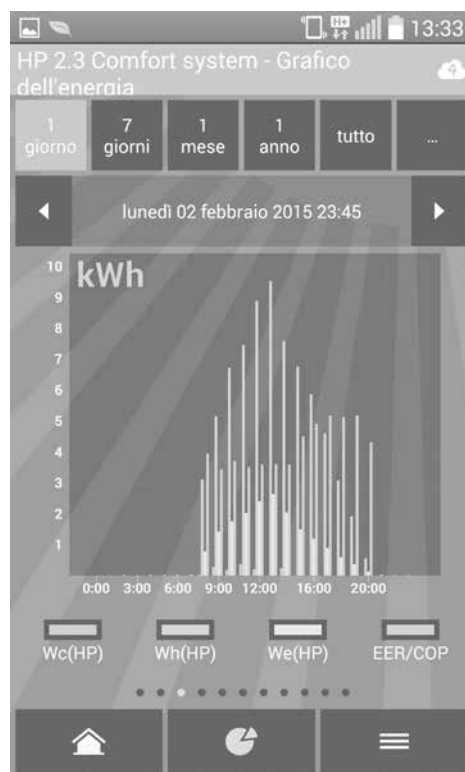 13:33
HP 2.3 Comfort system - Grafico
dell'energia
4
1
giorno
7
giorni
1
mese
1
anno
tutto
...
lunedì 02 febbraio 2015 23:45
kWh
10
9
8
7
6
5
4
3
2
1
0:00 3:00 6:00 9:00 12:00 16:00 20:00
Wc(HP) Wh(HP) We(HP) EER/COP